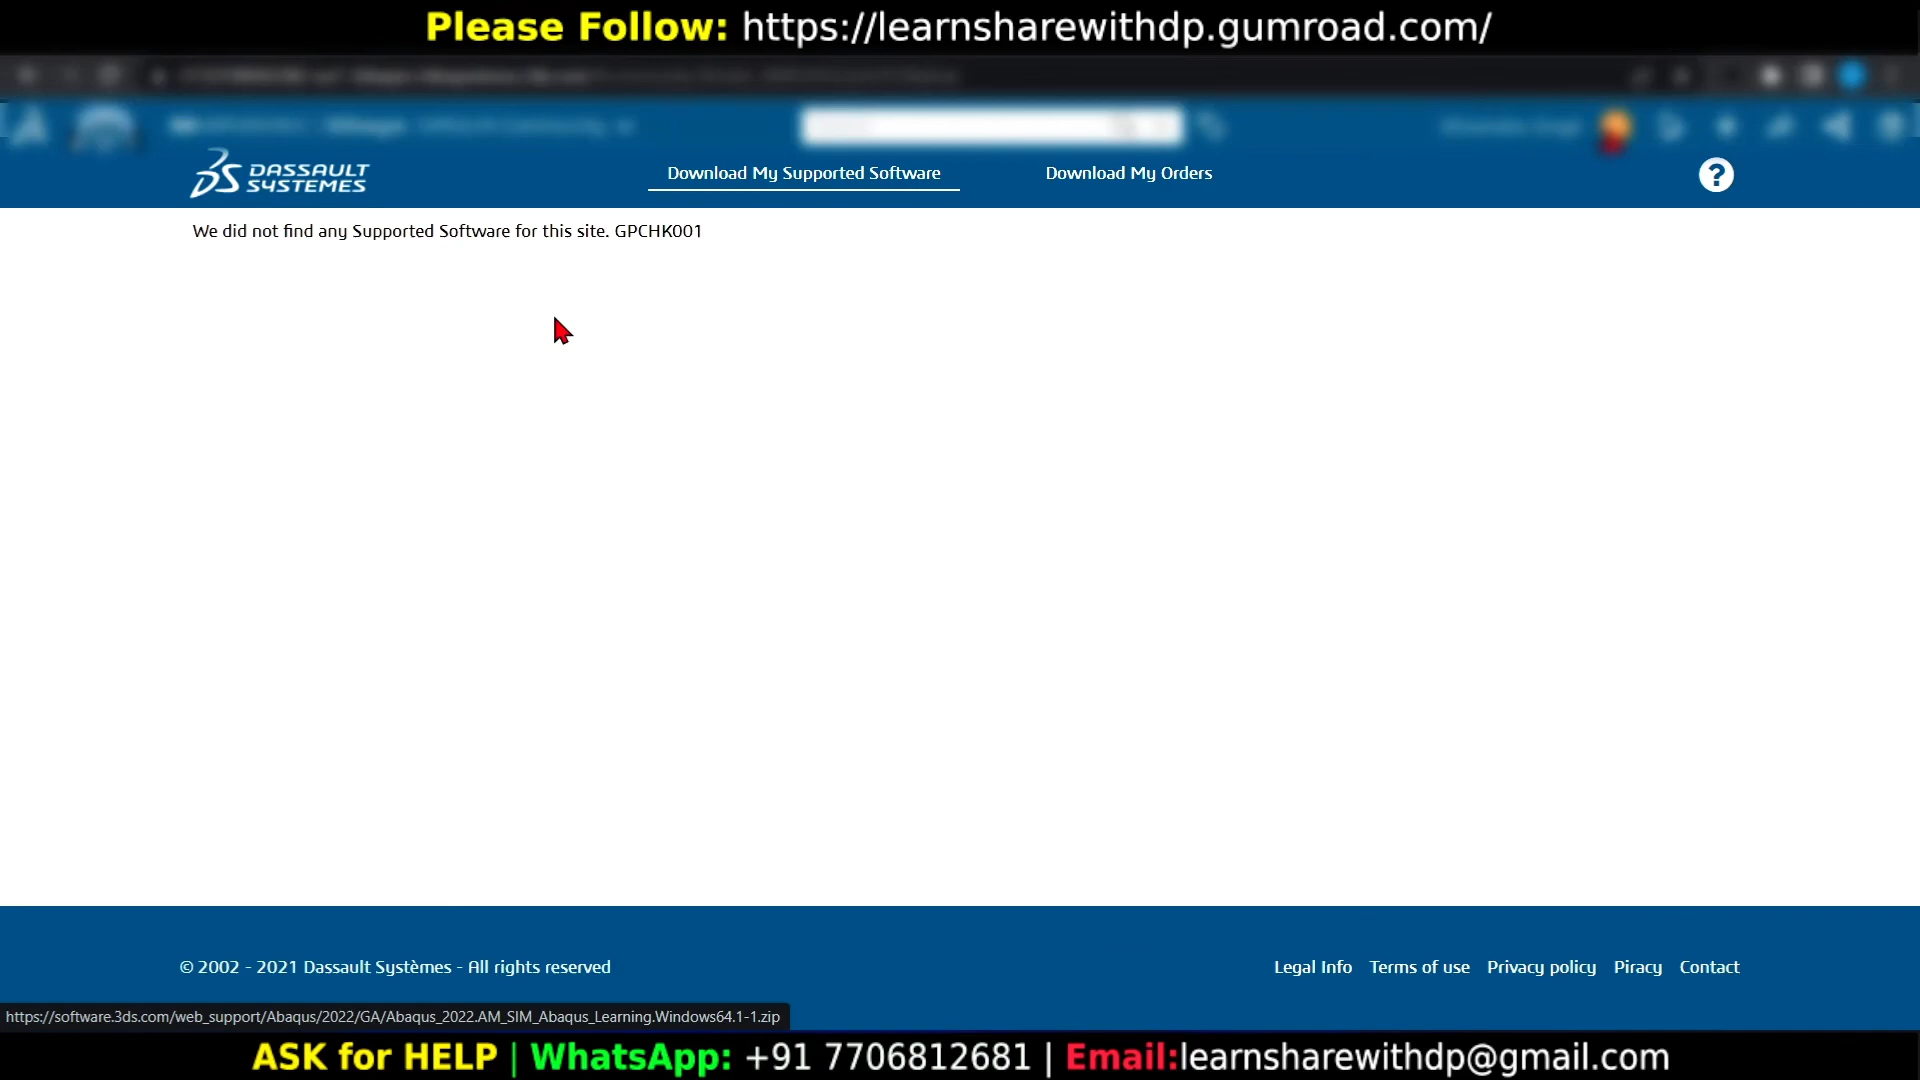 Please Follow: https://learnsharewithdp.gumroad.com/
DASSAULT
SYSTEMES
Download My Supported Software
Download My Orders
?
We did not find any Supported Software for this site. GPCHK001
© 2002 - 2021 Dassault Systèmes - All rights reserved
Legal Info Terms of use Privacy policy Piracy Contact
https://software.3ds.com/web_support/Abaqus/2022/GA/Abaqus_2022.AM_SIM_Abaqus_Learning.Windows64.1-1.zip
ASK for HELP | WhatsApp: +91 7706812681 | Email:learnsharewithdp@gmail.com